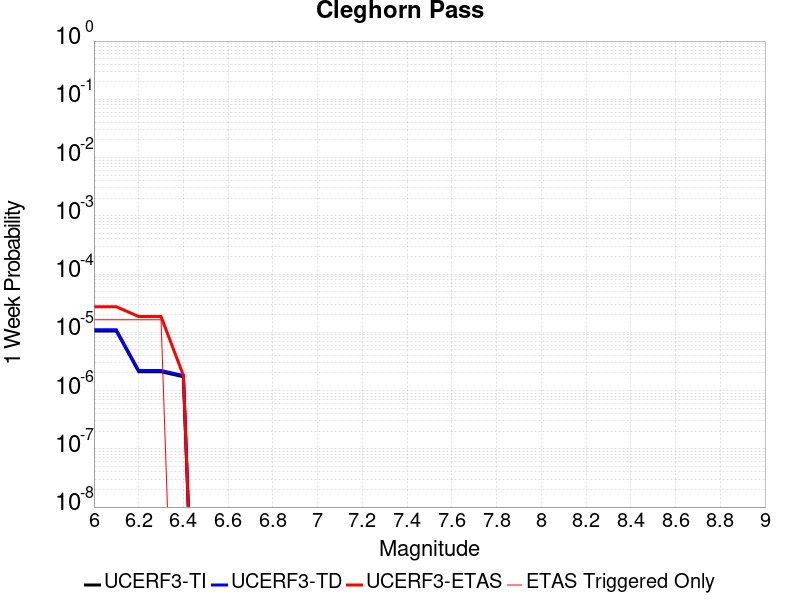 Cleghorn Pass
10^0
10^-1
10^-2
10^-3
10^-4
10^-5
10^-6
10^-7
10^-8
1 Week Probability
6 6.2 6.4 6.6 6.8 7 7.2 7.4 7.6 7.8 8 8.2 8.4 8.6 8.8 9
Magnitude
UCERF3-TI UCERF3-TD UCERF3-ETAS ETAS Triggered Only